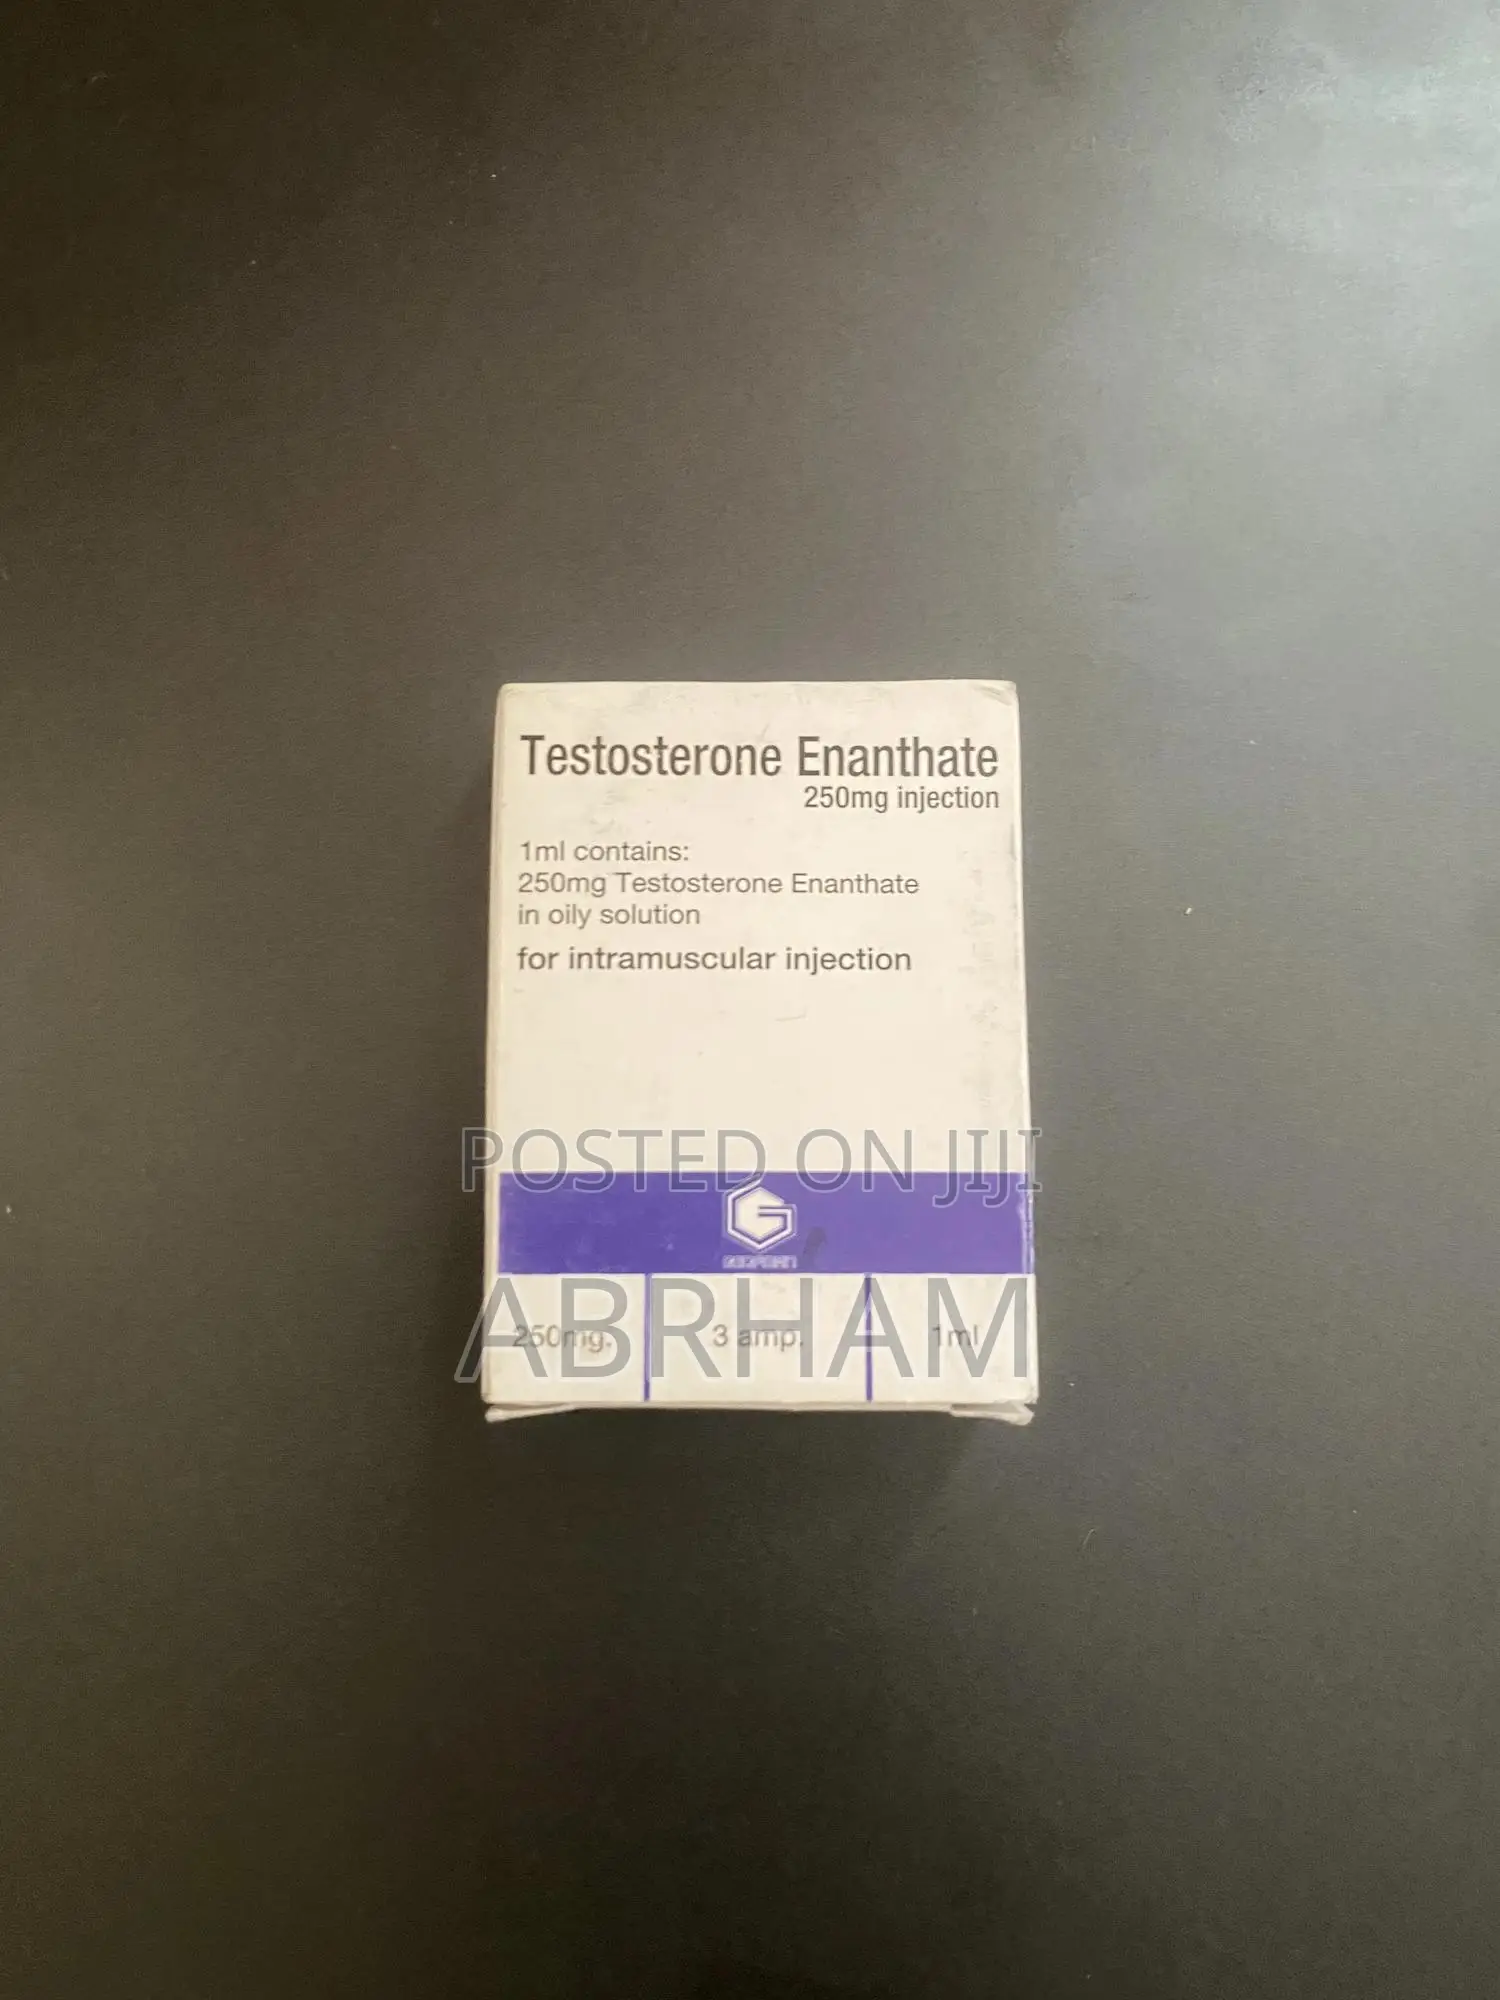 Testosterone Enanthate
250mg injection
1ml contains:
250mg Testosterone Enanthate
in oily solution
for intramuscular injection
POSTED ON JIJI
ABRHAM
250mg.
3 amp.
1ml